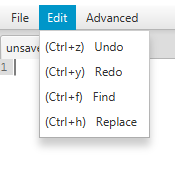 File Edit Advanced
(Ctrl+z) Undo
unsave
(Ctrl+y) Redo
1
(Ctrl+f) Find
(Ctrl+h) Replace